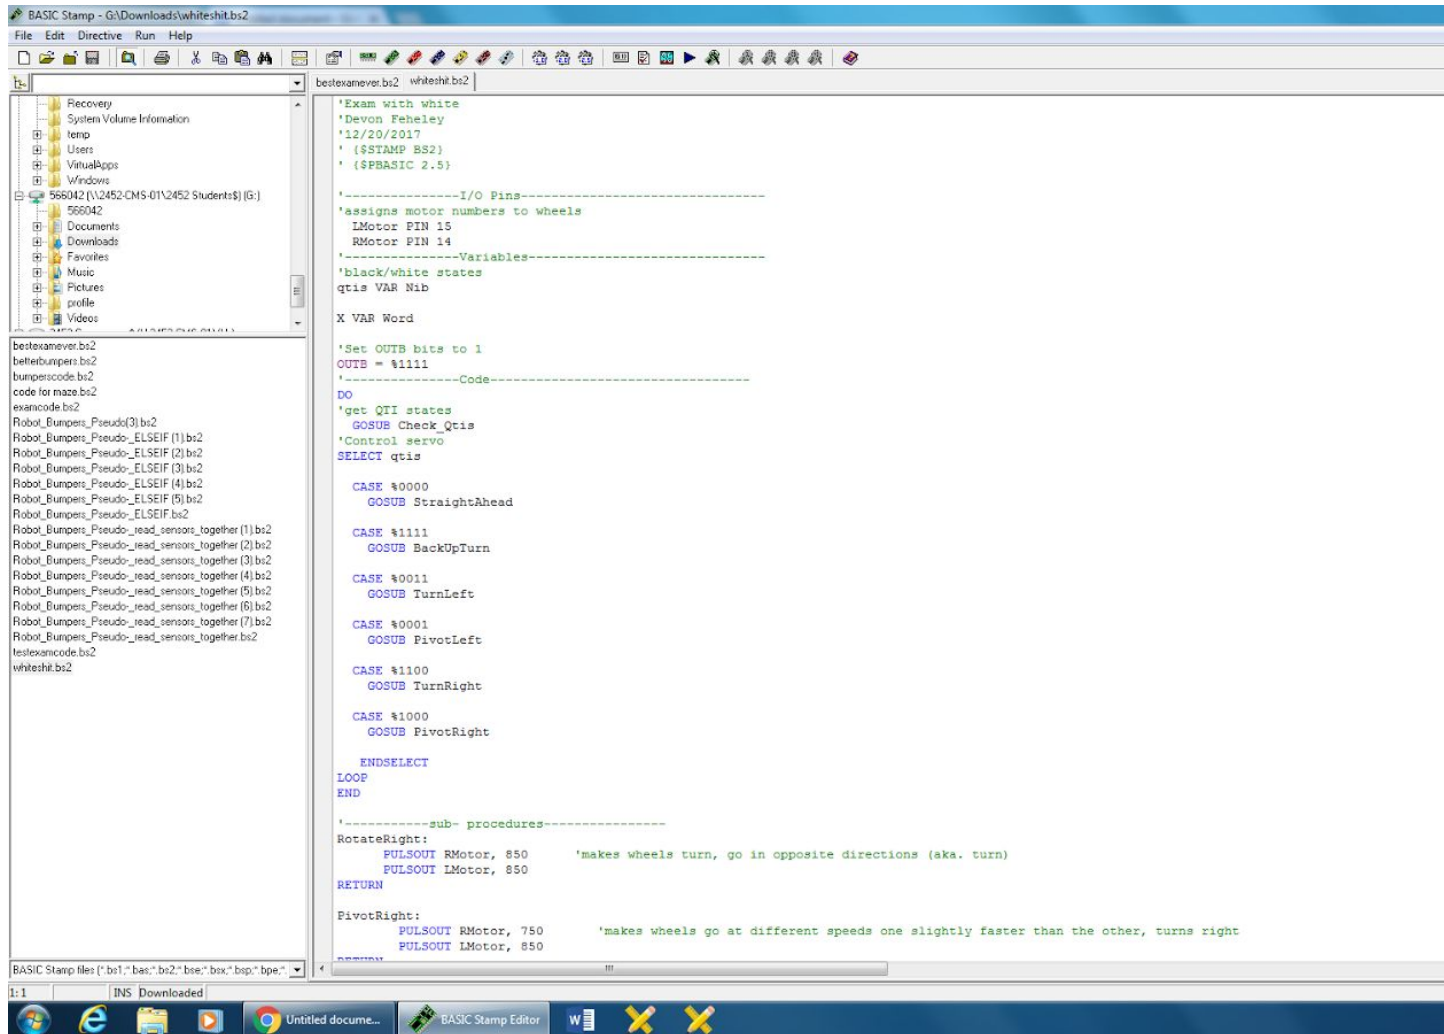 BASIC Stamp - G:\Downloads\whiteshit.bs2
File Edit Directive Run Help
bestexamever.bs2 whiteshit.bs2
Recovery
System Volume Information
temp
Users
VirtualApps
Windows
566042 (\\2452-CMS-01\2452 Students$) (G:)
566042
Documents
Downloads
Favorites
Music
Pictures
profile
Videos
bestexamever.bs2
betterbumpers.bs2
bumperscode.bs2
code for maze.bs2
examcode.bs2
Robot_Bumpers_Pseudo(3).bs2
Robot_Bumpers_Pseudo-_ELSEIF (1).bs2
Robot_Bumpers_Pseudo-_ELSEIF (2).bs2
Robot_Bumpers_Pseudo-_ELSEIF (3).bs2
Robot_Bumpers_Pseudo-_ELSEIF (4).bs2
Robot_Bumpers_Pseudo-_ELSEIF (5).bs2
Robot_Bumpers_Pseudo-_ELSEIF.bs2
Robot_Bumpers_Pseudo-_read_sensors_together (1).bs2
Robot_Bumpers_Pseudo-_read_sensors_together (2).bs2
Robot_Bumpers_Pseudo-_read_sensors_together (3).bs2
Robot_Bumpers_Pseudo-_read_sensors_together (4).bs2
Robot_Bumpers_Pseudo-_read_sensors_together (5).bs2
Robot_Bumpers_Pseudo-_read_sensors_together (6).bs2
Robot_Bumpers_Pseudo-_read_sensors_together (7).bs2
Robot_Bumpers_Pseudo-_read_sensors_together.bs2
testexamcode.bs2
whiteshit.bs2
BASIC Stamp files (*.bs1;*.bas;*.bs2;*.bse;*.bsx;*.bsp;*.bpe;*.
'Exam with white
'Devon Feheley
'12/20/2017
' {$STAMP BS2}
' {$PBASIC 2.5}
'---------------I/O Pins--------------------------------
'assigns motor numbers to wheels
LMotor PIN 15
RMotor PIN 14
'---------------Variables-------------------------------
'black/white states
qtis VAR Nib
X VAR Word
'Set OUTB bits to 1
OUTB = %1111
'---------------Code----------------------------------
DO
'get QTI states
GOSUB Check_Qtis
'Control servo
SELECT qtis
CASE %0000
GOSUB StraightAhead
CASE %1111
GOSUB BackUpTurn
CASE %0011
GOSUB TurnLeft
CASE %0001
GOSUB PivotLeft
CASE %1100
GOSUB TurnRight
CASE %1000
GOSUB PivotRight
ENDSELECT
LOOP
END
'-----------sub- procedures----------------
RotateRight:
PULSOUT RMotor, 850 'makes wheels turn, go in opposite directions (aka. turn)
PULSOUT LMotor, 850
RETURN
PivotRight:
PULSOUT RMotor, 750 'makes wheels go at different speeds one slightly faster than the other, turns right
PULSOUT LMotor, 850
1:1 INS Downloaded
Untitled docume... BASIC Stamp Editor